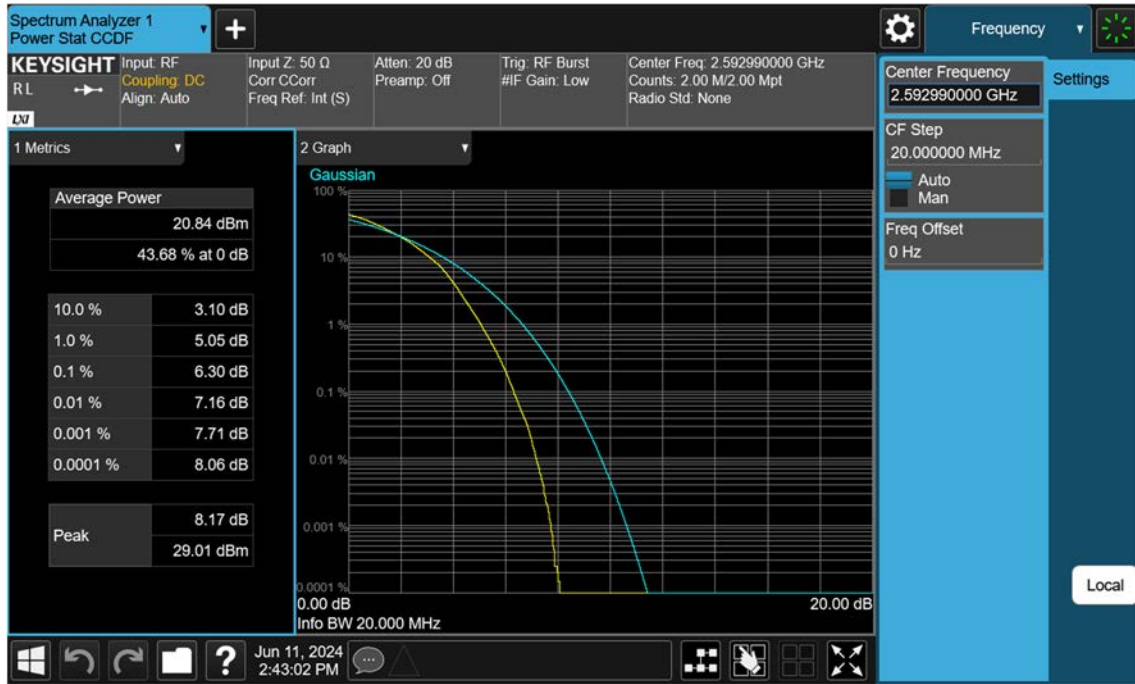 Spectrum Analyzer 1
Power Stat CCDF
Frequency
KEYSIGHT
R L
LXI
Input: RF
Coupling: DC
Align: Auto
Input Z: 50 Ω
Corr CCorr
Freq Ref: Int (S)
Atten: 20 dB
Preamp: Off
Trig: RF Burst
#IF Gain: Low
Center Freq: 2.592990000 GHz
Counts: 2.00 M/2.00 Mpt
Radio Std: None
Center Frequency
2.592990000 GHz
Settings
CF Step
20.000000 MHz
Auto
Man
Freq Offset
0 Hz
1 Metrics
Average Power
20.84 dBm
43.68 % at 0 dB
10.0 % 3.10 dB
1.0 % 5.05 dB
0.1 % 6.30 dB
0.01 % 7.16 dB
0.001 % 7.71 dB
0.0001 % 8.06 dB
Peak
8.17 dB
29.01 dBm
2 Graph
Gaussian
100 %
10 %
1 %
0.1 %
0.01 %
0.001 %
0.0001 %
0.00 dB 20.00 dB
Info BW 20.000 MHz
Local
?
Jun 11, 2024
2:43:02 PM